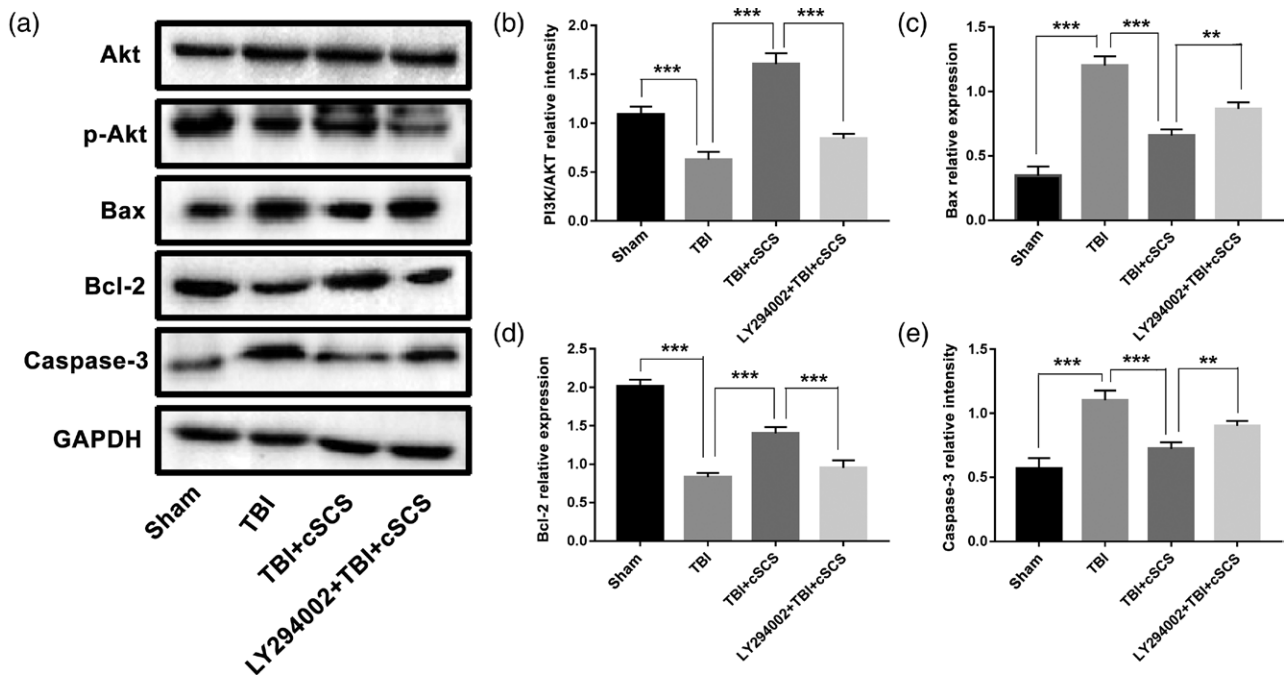 (a)
Akt
p-Akt
Bax
Bcl-2
Caspase-3
GAPDH
Sham
TBI
TBI+cSCS
LY294002+TBI+cSCS
(b)
PI3K/AKT relative intensity
2.0
1.5
1.0
0.5
0.0
***
***
***
Sham
TBI
TBI+cSCS
LY294002+TBI+cSCS
(c)
Bax relative expression
1.5
1.0
0.5
0.0
***
***
**
Sham
TBI
TBI+cSCS
LY294002+TBI+cSCS
(d)
Bcl-2 relative expression
2.5
2.0
1.5
1.0
0.5
0.0
***
***
***
Sham
TBI
TBI+cSCS
LY294002+TBI+cSCS
(e)
Caspase-3 relative intensity
1.5
1.0
0.5
0.0
***
***
**
Sham
TBI
TBI+cSCS
LY294002+TBI+cSCS